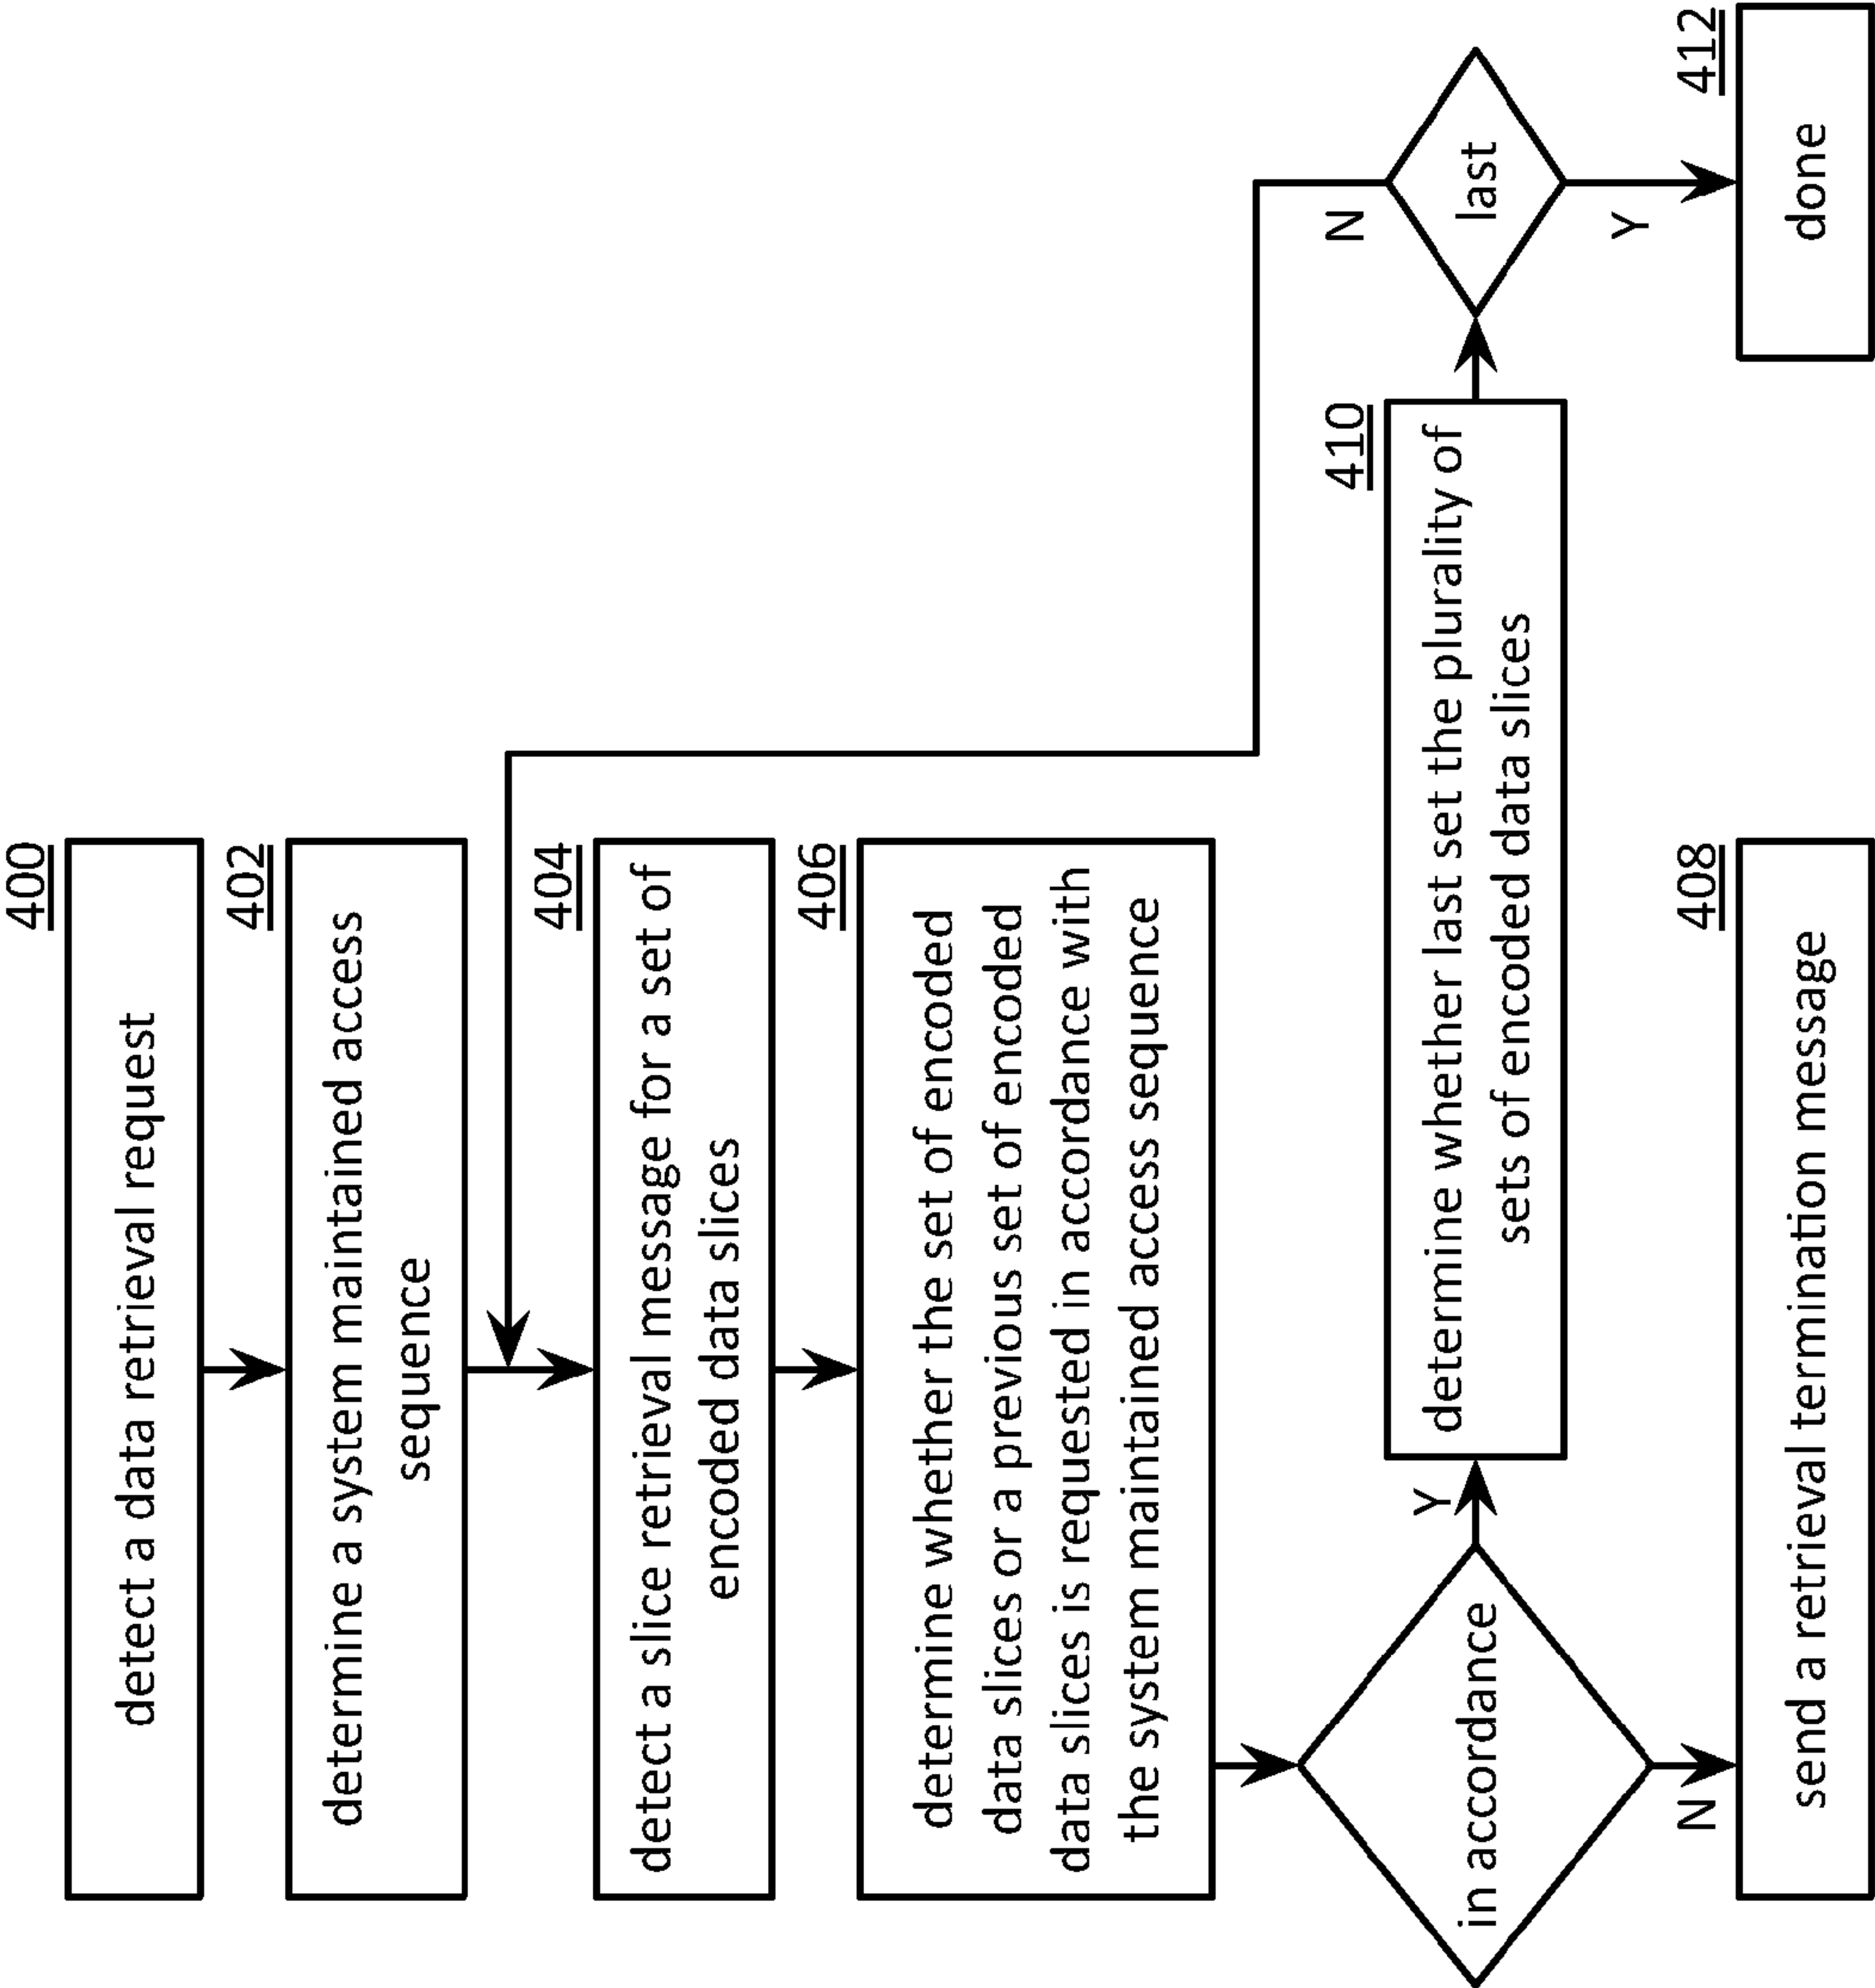 400
detect a data retrieval request
402
determine a system maintained access
sequence
404
detect a slice retrieval message for a set of
encoded data slices
406
determine whether the set of encoded
data slices or a previous set of encoded
data slices is requested in accordance with
the system maintained access sequence
in accordance
Y
N
408
send a retrieval termination message
410
determine whether last set the plurality of
sets of encoded data slices
last
N
Y
412
done